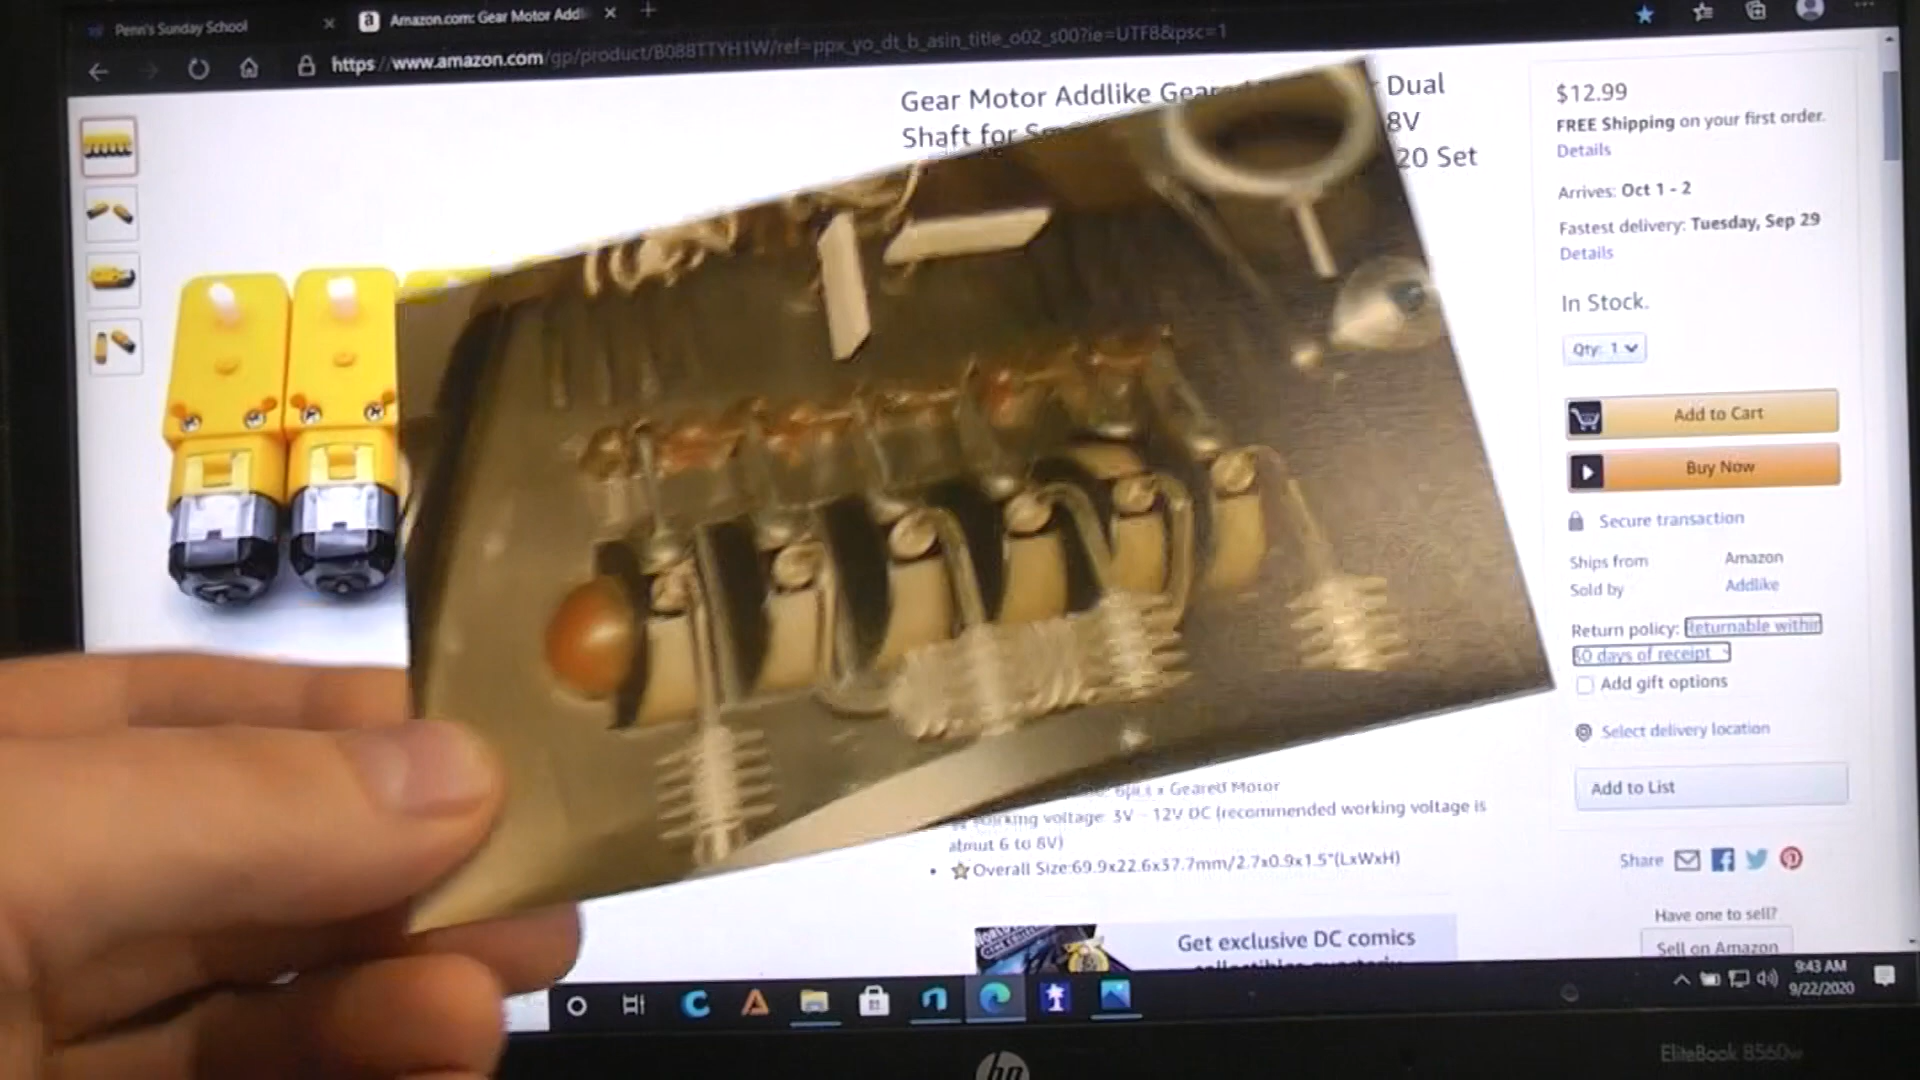 Penn's Sunday School
Amazon.com: Gear Motor Addl
https://www.amazon.com/gp/product/B088TTYH1W/ref=ppx_yo_dt_b_asin_title_o02_s00?ie=UTF8&psc=1
Gear Motor Addlike Dual
Shaft for 8V
20 Set
$12.99
FREE Shipping on your first order.
Details
Arrives: Oct 1 - 2
Fastest delivery: Tuesday, Sep 29
Details
In Stock.
Qty: 1
Add to Cart
Buy Now
Secure transaction
Ships from Amazon
Sold by Addlike
Return policy: Returnable within
30 days of receipt
Add gift options
Select delivery location
Add to List
x Geared Motor
working voltage: 3V - 12V DC (recommended working voltage is
about 6 to 8V)
Overall Size:69.9x22.6x37.7mm/2.7x0.9x1.5"(LxWxH)
Share
Have one to sell?
Sell on Amazon
Get exclusive DC comics
9:43 AM
9/22/2020
hp
EliteBook 8560w